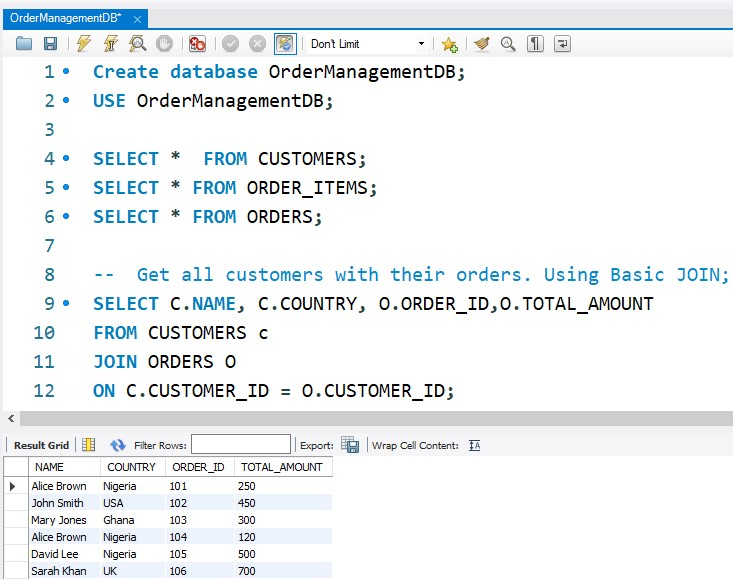 OrderManagementDB*
Don't Limit
1 Create database OrderManagementDB;
2 USE OrderManagementDB;
3
4 SELECT *  FROM CUSTOMERS;
5 SELECT * FROM ORDER_ITEMS;
6 SELECT * FROM ORDERS;
7
8 --  Get all customers with their orders. Using Basic JOIN;
9 SELECT C.NAME, C.COUNTRY, O.ORDER_ID,O.TOTAL_AMOUNT
10 FROM CUSTOMERS c
11 JOIN ORDERS O
12 ON C.CUSTOMER_ID = O.CUSTOMER_ID;
Result Grid Filter Rows: Export: Wrap Cell Content:
NAME COUNTRY ORDER_ID TOTAL_AMOUNT
Alice Brown Nigeria 101 250
John Smith USA 102 450
Mary Jones Ghana 103 300
Alice Brown Nigeria 104 120
David Lee Nigeria 105 500
Sarah Khan UK 106 700